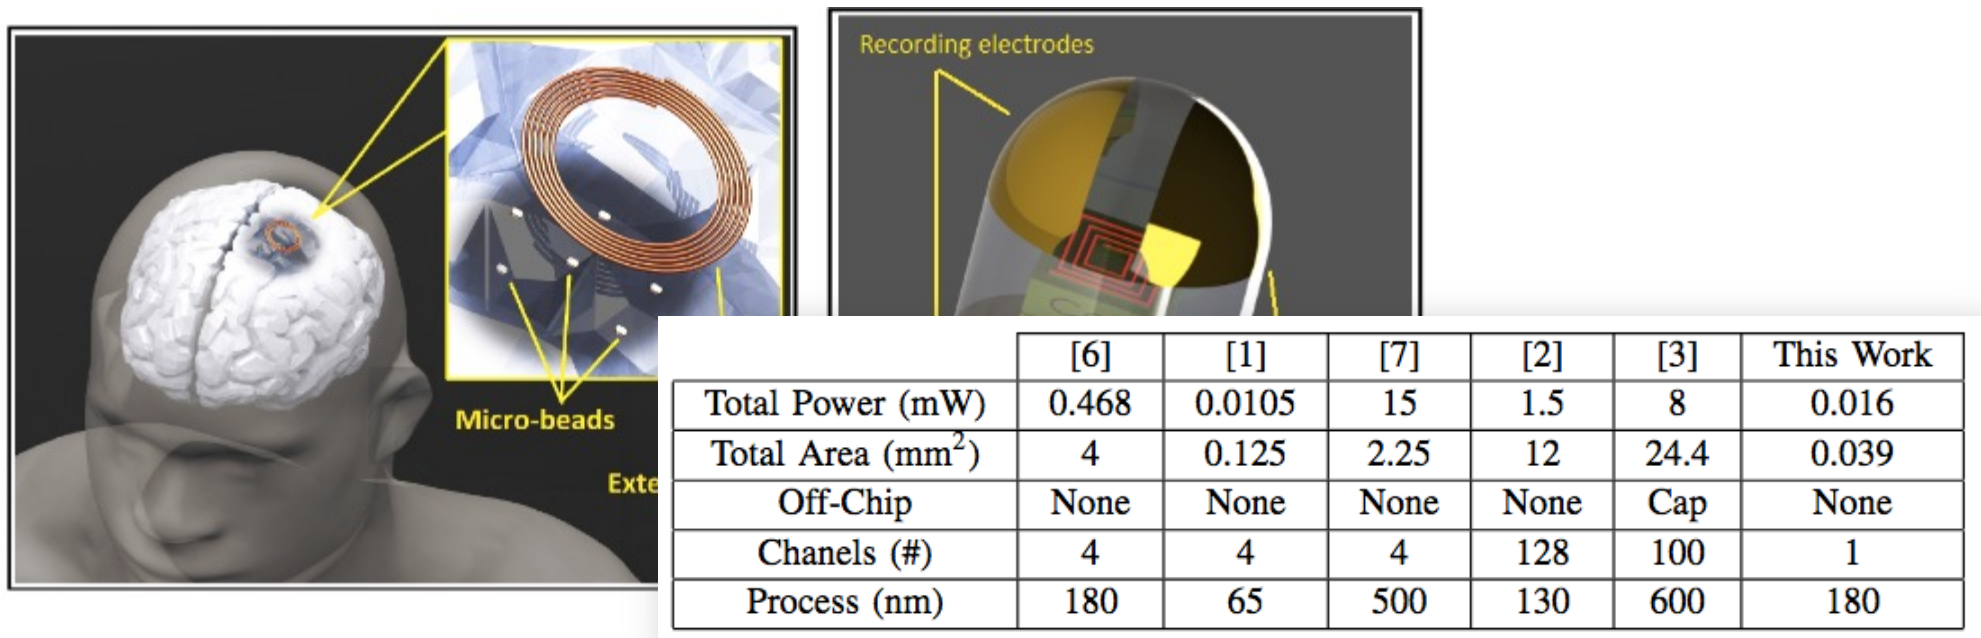 Recording electrodes
Micro-beads
Exte
[6] [1] [7] [2] [3] This Work
Total Power (mW) 0.468 0.0105 15 1.5 8 0.016
Total Area (mm²) 4 0.125 2.25 12 24.4 0.039
Off-Chip None None None None Cap None
Chanels (#) 4 4 4 128 100 1
Process (nm) 180 65 500 130 600 180